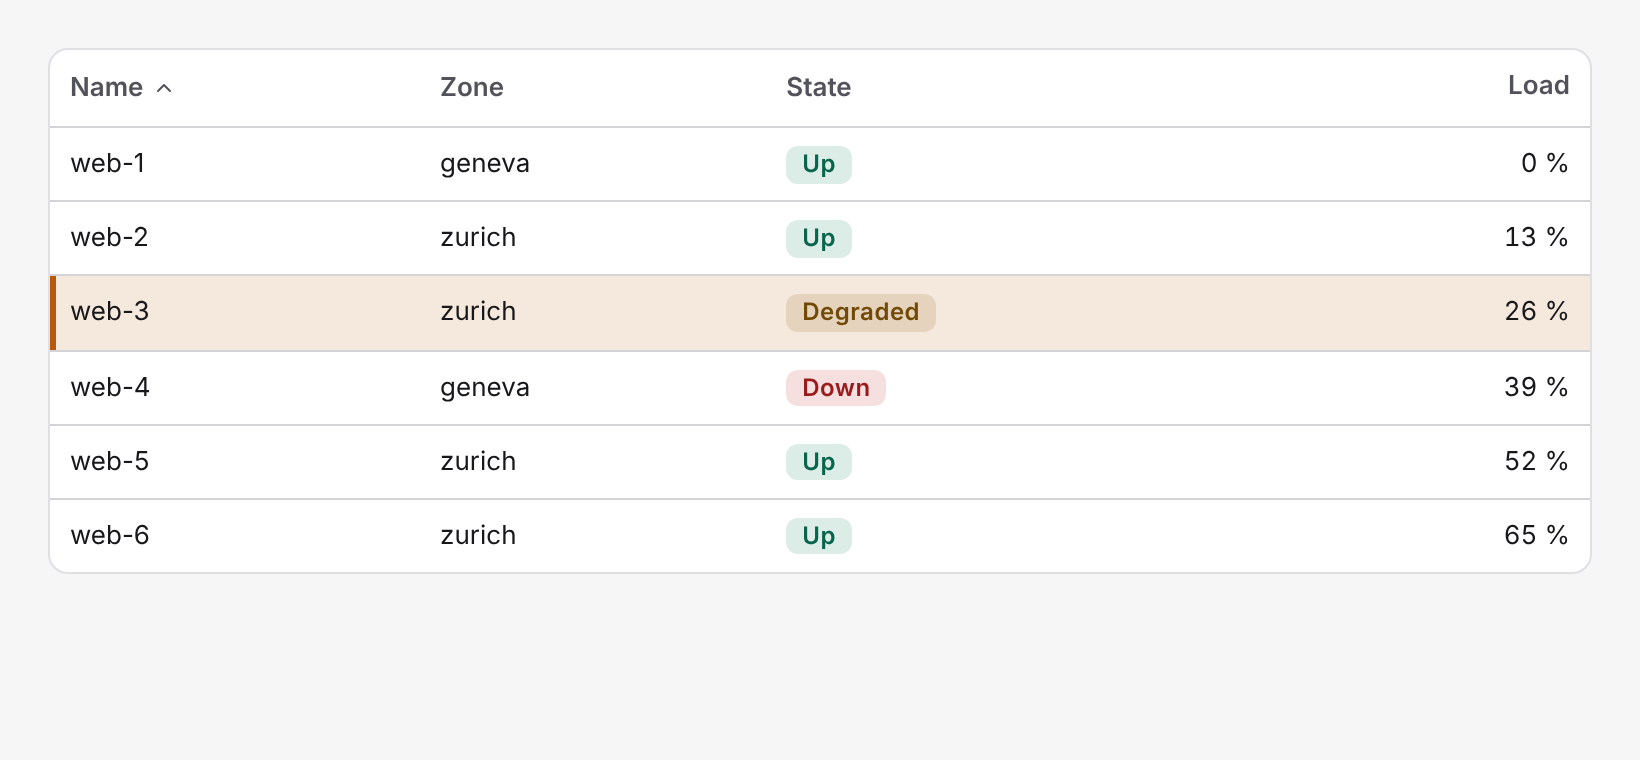 Name Zone State Load
web-1 geneva Up 0 %
web-2 zurich Up 13 %
web-3 zurich Degraded 26 %
web-4 geneva Down 39 %
web-5 zurich Up 52 %
web-6 zurich Up 65 %